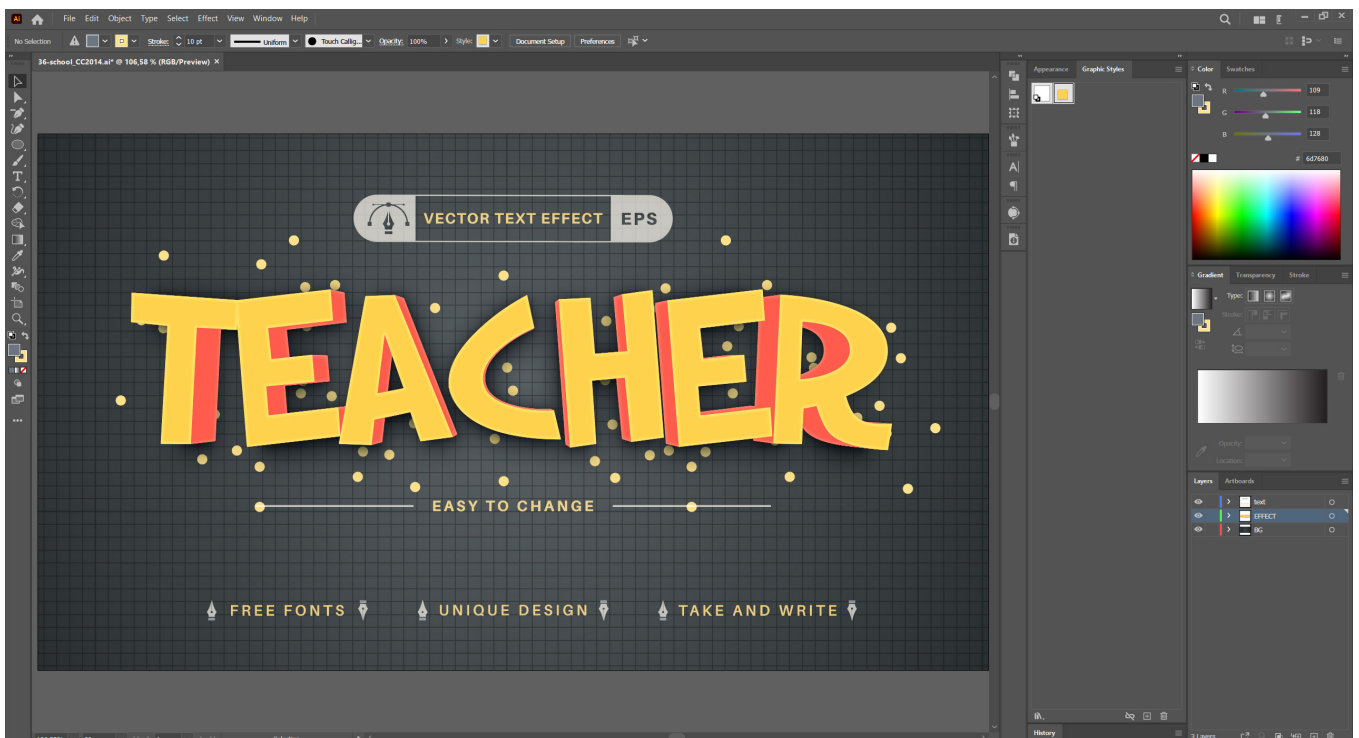 Ai File Edit Object Type Select Effect View Window Help
No Selection Stroke: 10 pt Uniform Touch Callig... Opacity: 100% Style: Document Setup Preferences
36-school_CC2014.ai* @ 106,58 % (RGB/Preview) ×
Appearance Graphic Styles
Color Swatches
R 109
G 118
B 128
# 6d7680
VECTOR TEXT EFFECT EPS
TEACHER
EASY TO CHANGE
FREE FONTS UNIQUE DESIGN TAKE AND WRITE
Gradient Transparency Stroke
Type:
Stroke:
Opacity:
Location:
Layers Artboards
text
EFFECT
BG
History
3 Layers